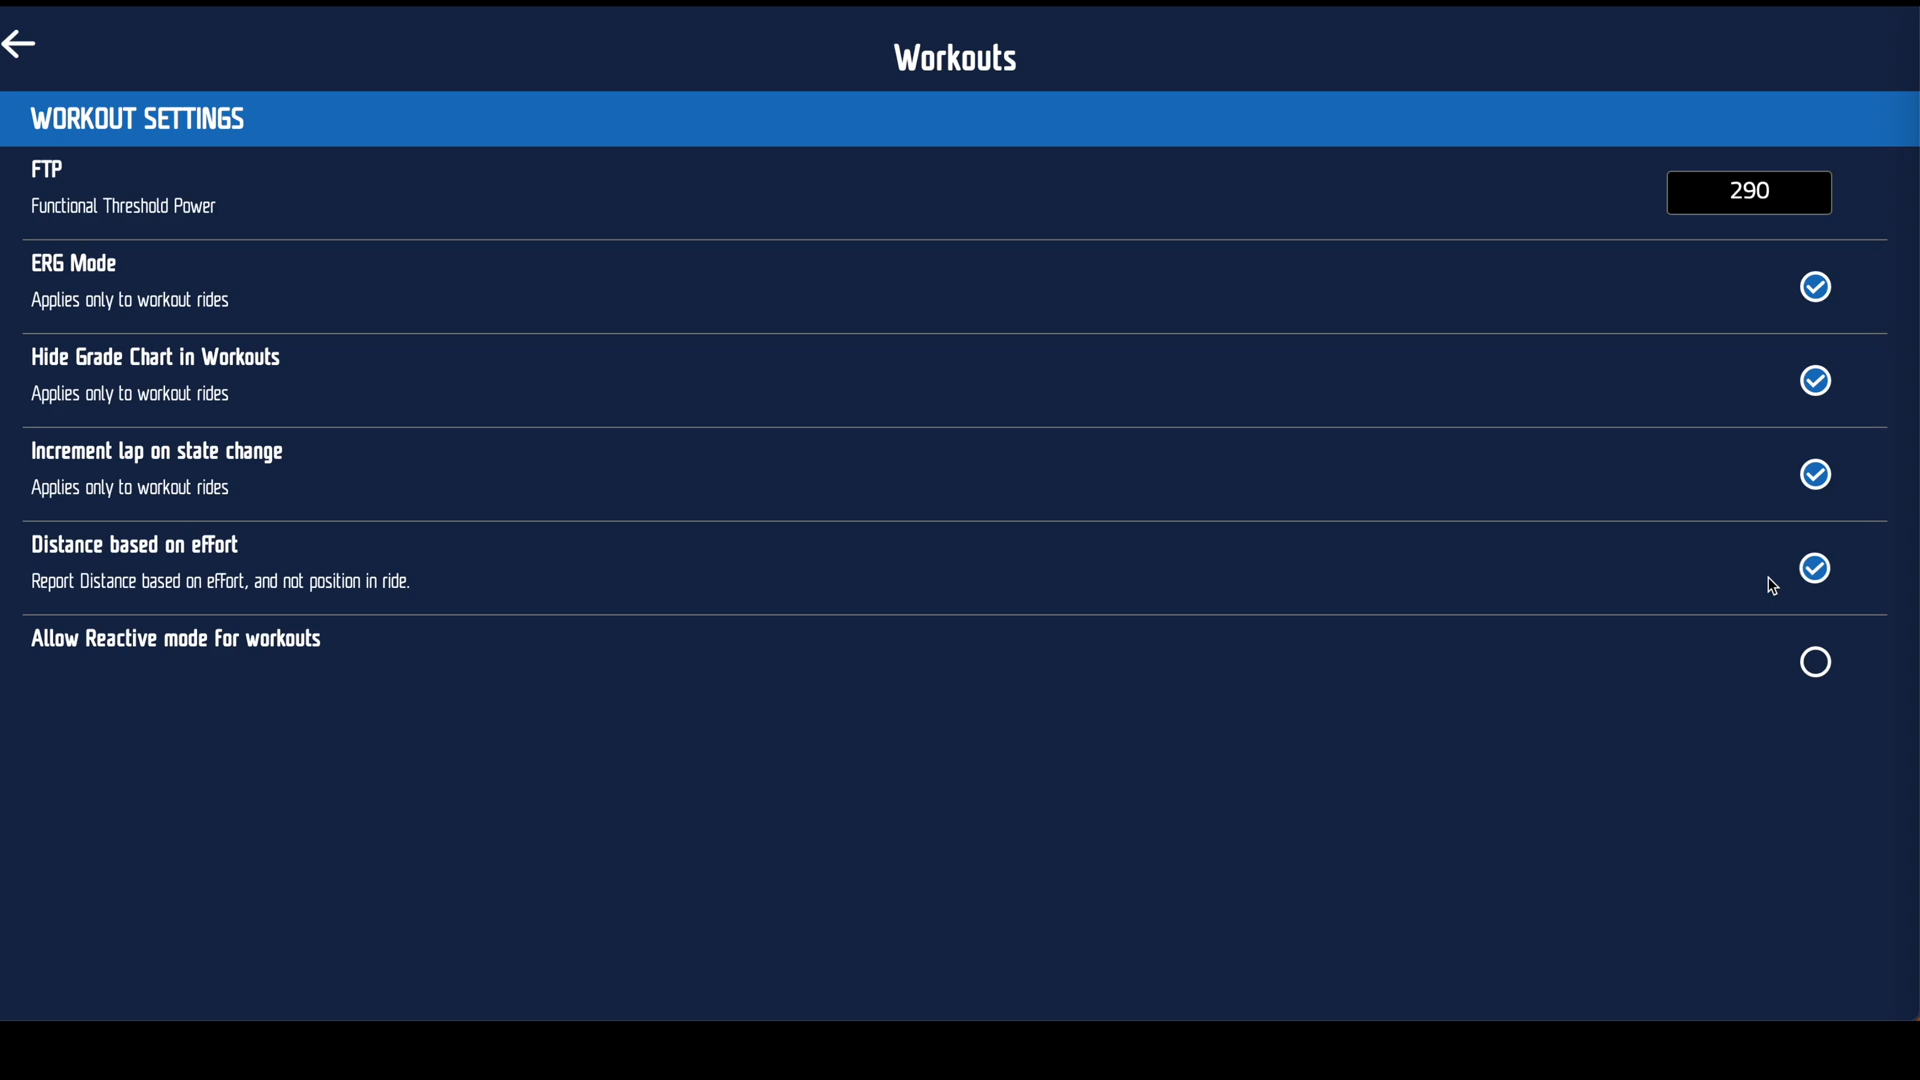 Workouts
WORKOUT SETTINGS
FTP
Functional Threshold Power
290
ERG Mode
Applies only to workout rides
Hide Grade Chart in Workouts
Applies only to workout rides
Increment lap on state change
Applies only to workout rides
Distance based on effort
Report Distance based on effort, and not position in ride.
Allow Reactive mode for workouts